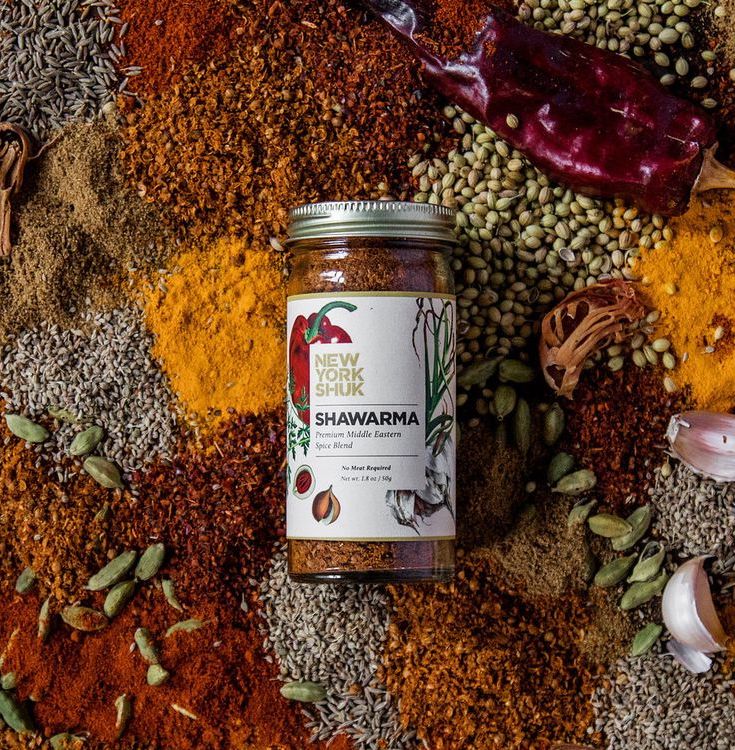 NEW
YORK
SHUK
SHAWARMA
Premium Middle Eastern
Spice Blend
No Meat Required
Net wt. 1.8 oz / 50g